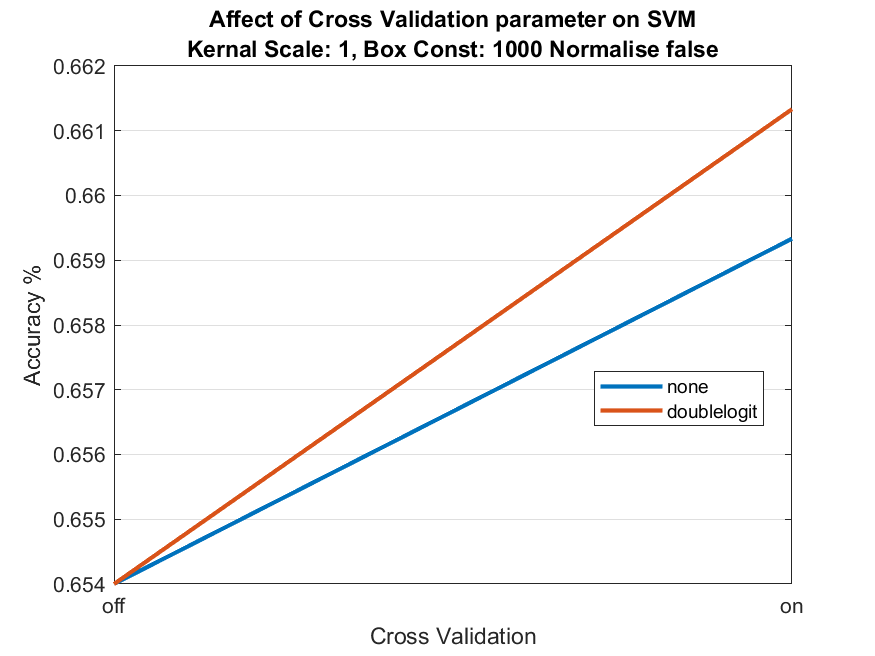 Affect of Cross Validation parameter on SVM
Kernal Scale: 1, Box Const: 1000 Normalise false
0.662
0.661
0.66
0.659
0.658
0.657
0.656
0.655
0.654
Accuracy %
none
doublelogit
off
on
Cross Validation